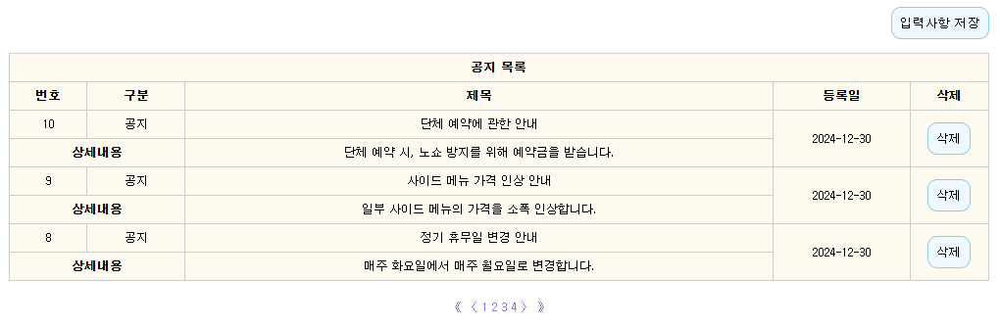 입력사항 저장
공지 목록
번호 구분 제목 등록일 삭제
10 공지 단체 예약에 관한 안내 2024-12-30 삭제
상세내용 단체 예약 시, 노쇼 방지를 위해 예약금을 받습니다.
9 공지 사이드 메뉴 가격 인상 안내 2024-12-30 삭제
상세내용 일부 사이드 메뉴의 가격을 소폭 인상합니다.
8 공지 정기 휴무일 변경 안내 2024-12-30 삭제
상세내용 매주 화요일에서 매주 월요일로 변경합니다.
《 〈 1 2 3 4 〉 》